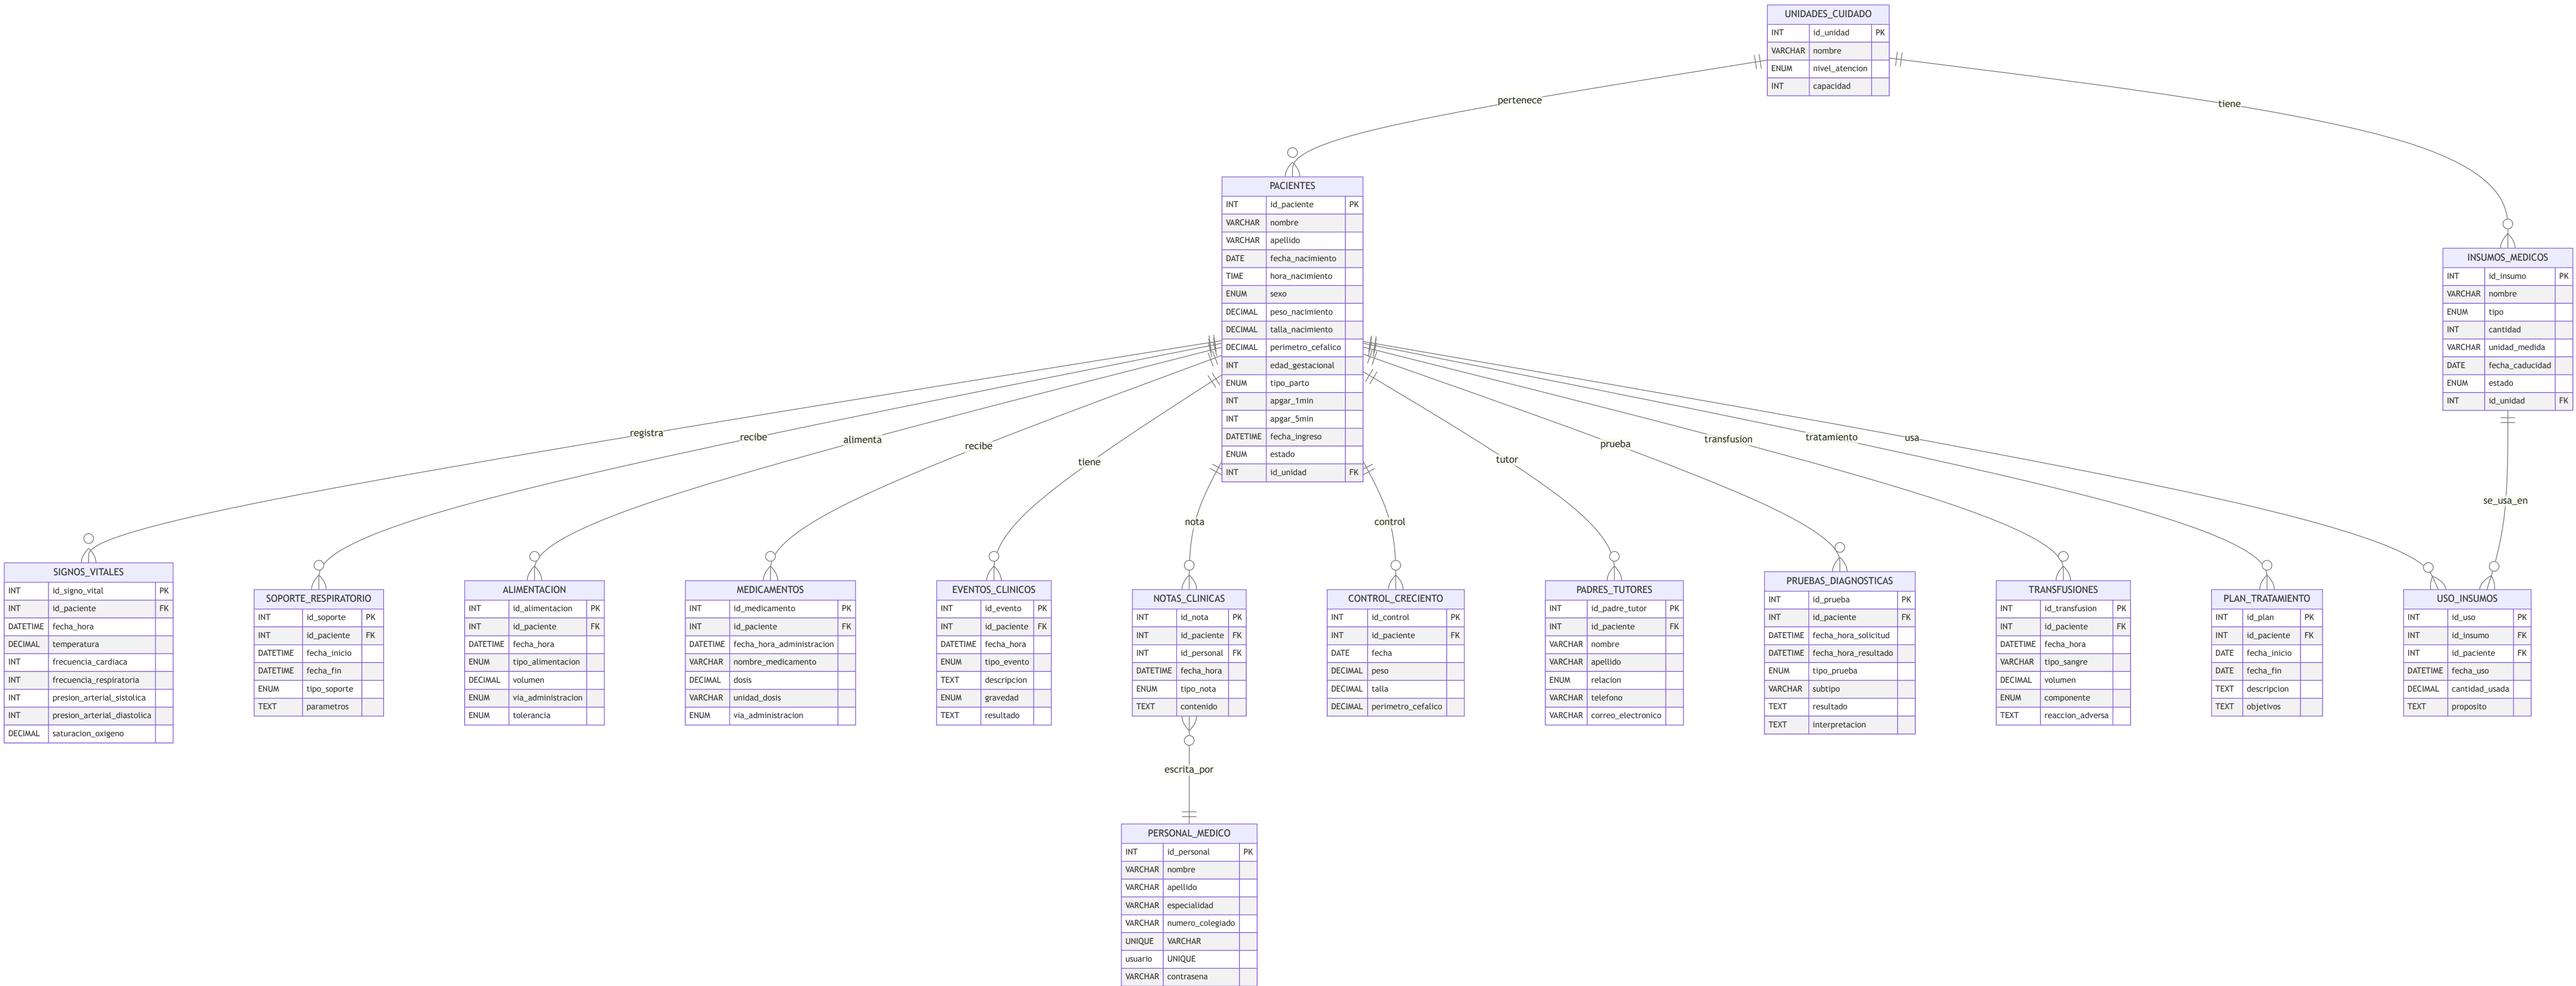 UNIDADES_CUIDADO
INT id_unidad PK
VARCHAR nombre
ENUM nivel_atencion
INT capacidad
pertenece
tiene
PACIENTES
INT id_paciente PK
VARCHAR nombre
VARCHAR apellido
DATE fecha_nacimiento
TIME hora_nacimiento
ENUM sexo
DECIMAL peso_nacimiento
DECIMAL talla_nacimiento
DECIMAL perimetro_cefalico
INT edad_gestacional
ENUM tipo_parto
INT apgar_1min
INT apgar_5min
DATETIME fecha_ingreso
ENUM estado
INT id_unidad FK
INSUMOS_MEDICOS
INT id_insumo PK
VARCHAR nombre
ENUM tipo
INT cantidad
VARCHAR unidad_medida
DATE fecha_caducidad
ENUM estado
INT id_unidad FK
registra
recibe
alimenta
recibe
tiene
nota
control
tutor
prueba
transfusion
tratamiento
usa
se_usa_en
SIGNOS_VITALES
INT id_signo_vital PK
INT id_paciente FK
DATETIME fecha_hora
DECIMAL temperatura
INT frecuencia_cardiaca
INT frecuencia_respiratoria
INT presion_arterial_sistolica
INT presion_arterial_diastolica
DECIMAL saturacion_oxigeno
SOPORTE_RESPIRATORIO
INT id_soporte PK
INT id_paciente FK
DATETIME fecha_inicio
DATETIME fecha_fin
ENUM tipo_soporte
TEXT parametros
ALIMENTACION
INT id_alimentacion PK
INT id_paciente FK
DATETIME fecha_hora
ENUM tipo_alimentacion
DECIMAL volumen
ENUM via_administracion
ENUM tolerancia
MEDICAMENTOS
INT id_medicamento PK
INT id_paciente FK
DATETIME fecha_hora_administracion
VARCHAR nombre_medicamento
DECIMAL dosis
VARCHAR unidad_dosis
ENUM via_administracion
EVENTOS_CLINICOS
INT id_evento PK
INT id_paciente FK
DATETIME fecha_hora
ENUM tipo_evento
TEXT descripcion
ENUM gravedad
TEXT resultado
NOTAS_CLINICAS
INT id_nota PK
INT id_paciente FK
INT id_personal FK
DATETIME fecha_hora
ENUM tipo_nota
TEXT contenido
CONTROL_CRECIENTO
INT id_control PK
INT id_paciente FK
DATE fecha
DECIMAL peso
DECIMAL talla
DECIMAL perimetro_cefalico
PADRES_TUTORES
INT id_padre_tutor PK
INT id_paciente FK
VARCHAR nombre
VARCHAR apellido
ENUM relacion
VARCHAR telefono
VARCHAR correo_electronico
PRUEBAS_DIAGNOSTICAS
INT id_prueba PK
INT id_paciente FK
DATETIME fecha_hora_solicitud
DATETIME fecha_hora_resultado
ENUM tipo_prueba
VARCHAR subtipo
TEXT resultado
TEXT interpretacion
TRANSFUSIONES
INT id_transfusion PK
INT id_paciente FK
DATETIME fecha_hora
VARCHAR tipo_sangre
DECIMAL volumen
ENUM componente
TEXT reaccion_adversa
PLAN_TRATAMIENTO
INT id_plan PK
INT id_paciente FK
DATE fecha_inicio
DATE fecha_fin
TEXT descripcion
TEXT objetivos
USO_INSUMOS
INT id_uso PK
INT id_insumo FK
INT id_paciente FK
DATETIME fecha_uso
DECIMAL cantidad_usada
TEXT proposito
escrita_por
PERSONAL_MEDICO
INT id_personal PK
VARCHAR nombre
VARCHAR apellido
VARCHAR especialidad
VARCHAR numero_colegiado
UNIQUE VARCHAR
usuario UNIQUE
VARCHAR contrasena